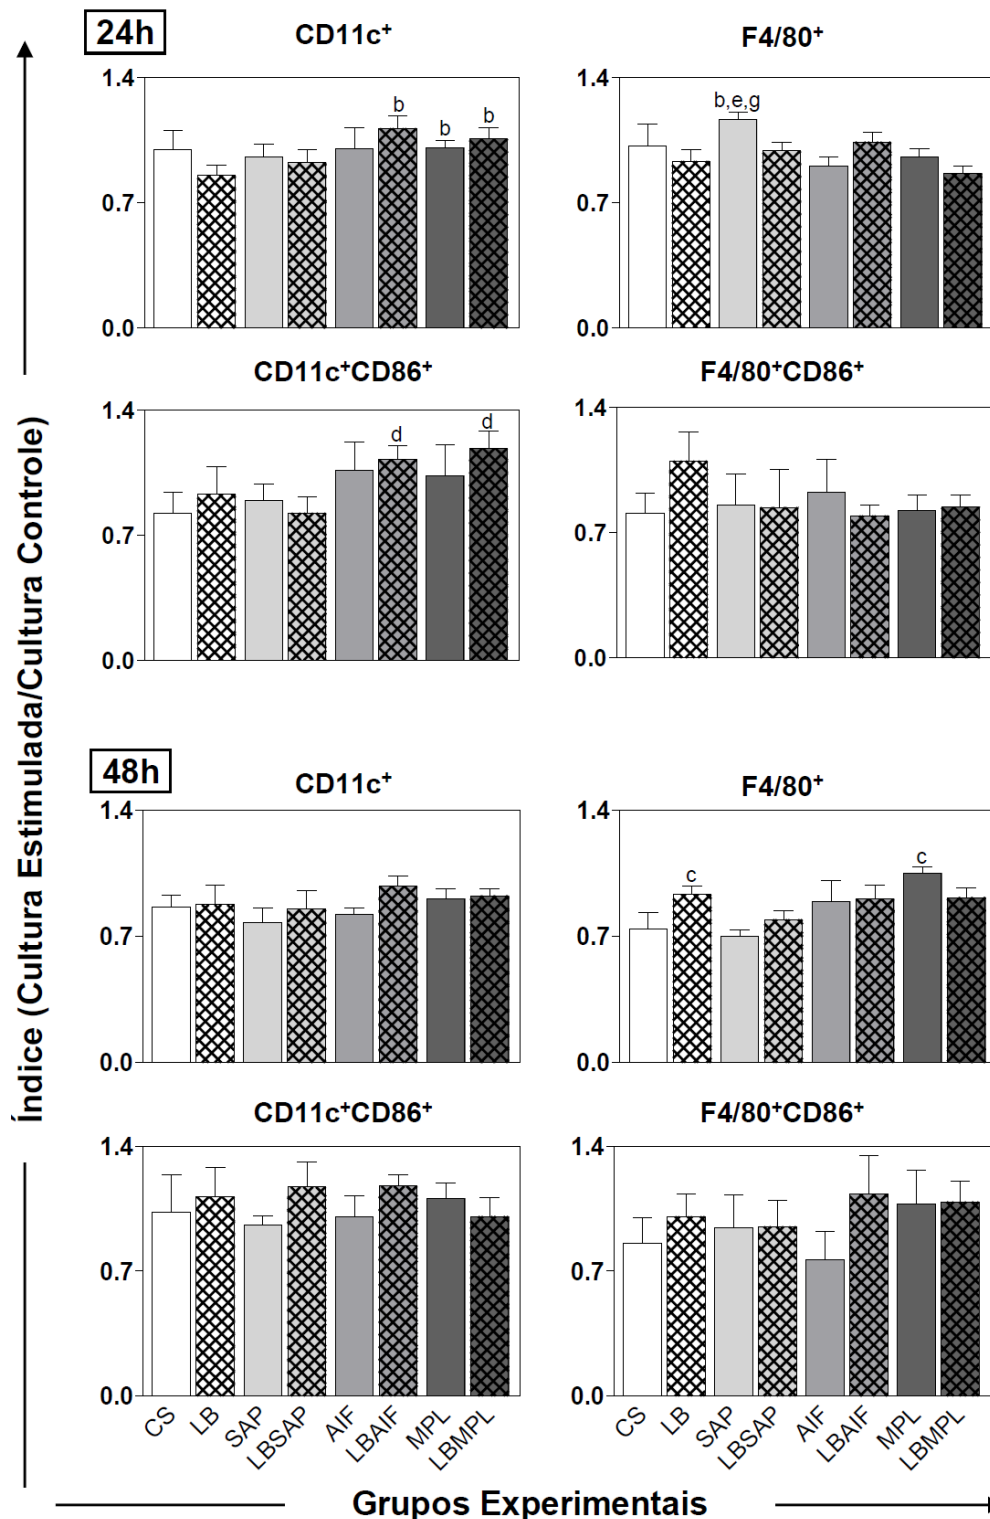 24h
CD11c⁺
F4/80⁺
1.4
0.7
0.0
b
b
b
1.4
0.7
0.0
b,e,g
CD11c⁺CD86⁺
F4/80⁺CD86⁺
1.4
0.7
0.0
d
d
1.4
0.7
0.0
Índice (Cultura Estimulada/Cultura Controle)
48h
CD11c⁺
F4/80⁺
1.4
0.7
0.0
1.4
0.7
0.0
c
c
CD11c⁺CD86⁺
F4/80⁺CD86⁺
1.4
0.7
0.0
1.4
0.7
0.0
CS
LB
SAP
LBSAP
AIF
LBAIF
MPL
LBMPL
CS
LB
SAP
LBSAP
AIF
LBAIF
MPL
LBMPL
Grupos Experimentais